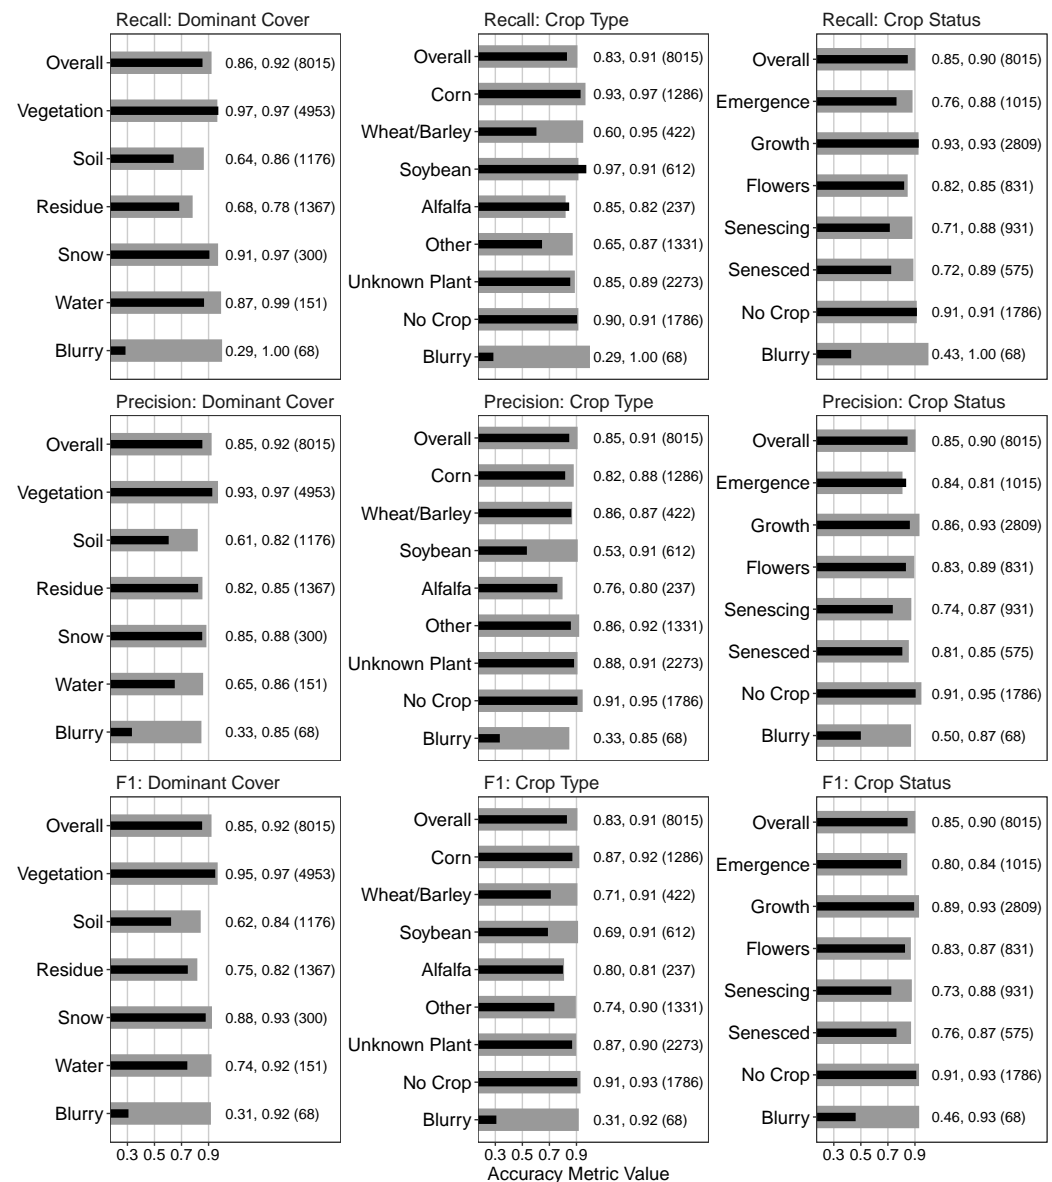 Recall: Dominant Cover
Overall 0.86, 0.92 (8015)
Vegetation 0.97, 0.97 (4953)
Soil 0.64, 0.86 (1176)
Residue 0.68, 0.78 (1367)
Snow 0.91, 0.97 (300)
Water 0.87, 0.99 (151)
Blurry 0.29, 1.00 (68)
Recall: Crop Type
Overall 0.83, 0.91 (8015)
Corn 0.93, 0.97 (1286)
Wheat/Barley 0.60, 0.95 (422)
Soybean 0.97, 0.91 (612)
Alfalfa 0.85, 0.82 (237)
Other 0.65, 0.87 (1331)
Unknown Plant 0.85, 0.89 (2273)
No Crop 0.90, 0.91 (1786)
Blurry 0.29, 1.00 (68)
Recall: Crop Status
Overall 0.85, 0.90 (8015)
Emergence 0.76, 0.88 (1015)
Growth 0.93, 0.93 (2809)
Flowers 0.82, 0.85 (831)
Senescing 0.71, 0.88 (931)
Senesced 0.72, 0.89 (575)
No Crop 0.91, 0.91 (1786)
Blurry 0.43, 1.00 (68)
Precision: Dominant Cover
Overall 0.85, 0.92 (8015)
Vegetation 0.93, 0.97 (4953)
Soil 0.61, 0.82 (1176)
Residue 0.82, 0.85 (1367)
Snow 0.85, 0.88 (300)
Water 0.65, 0.86 (151)
Blurry 0.33, 0.85 (68)
Precision: Crop Type
Overall 0.85, 0.91 (8015)
Corn 0.82, 0.88 (1286)
Wheat/Barley 0.86, 0.87 (422)
Soybean 0.53, 0.91 (612)
Alfalfa 0.76, 0.80 (237)
Other 0.86, 0.92 (1331)
Unknown Plant 0.88, 0.91 (2273)
No Crop 0.91, 0.95 (1786)
Blurry 0.33, 0.85 (68)
Precision: Crop Status
Overall 0.85, 0.90 (8015)
Emergence 0.84, 0.81 (1015)
Growth 0.86, 0.93 (2809)
Flowers 0.83, 0.89 (831)
Senescing 0.74, 0.87 (931)
Senesced 0.81, 0.85 (575)
No Crop 0.91, 0.95 (1786)
Blurry 0.50, 0.87 (68)
F1: Dominant Cover
Overall 0.85, 0.92 (8015)
Vegetation 0.95, 0.97 (4953)
Soil 0.62, 0.84 (1176)
Residue 0.75, 0.82 (1367)
Snow 0.88, 0.93 (300)
Water 0.74, 0.92 (151)
Blurry 0.31, 0.92 (68)
0.3 0.5 0.7 0.9
F1: Crop Type
Overall 0.83, 0.91 (8015)
Corn 0.87, 0.92 (1286)
Wheat/Barley 0.71, 0.91 (422)
Soybean 0.69, 0.91 (612)
Alfalfa 0.80, 0.81 (237)
Other 0.74, 0.90 (1331)
Unknown Plant 0.87, 0.90 (2273)
No Crop 0.91, 0.93 (1786)
Blurry 0.31, 0.92 (68)
0.3 0.5 0.7 0.9
F1: Crop Status
Overall 0.85, 0.90 (8015)
Emergence 0.80, 0.84 (1015)
Growth 0.89, 0.93 (2809)
Flowers 0.83, 0.87 (831)
Senescing 0.73, 0.88 (931)
Senesced 0.76, 0.87 (575)
No Crop 0.91, 0.93 (1786)
Blurry 0.46, 0.93 (68)
0.3 0.5 0.7 0.9
Accuracy Metric Value